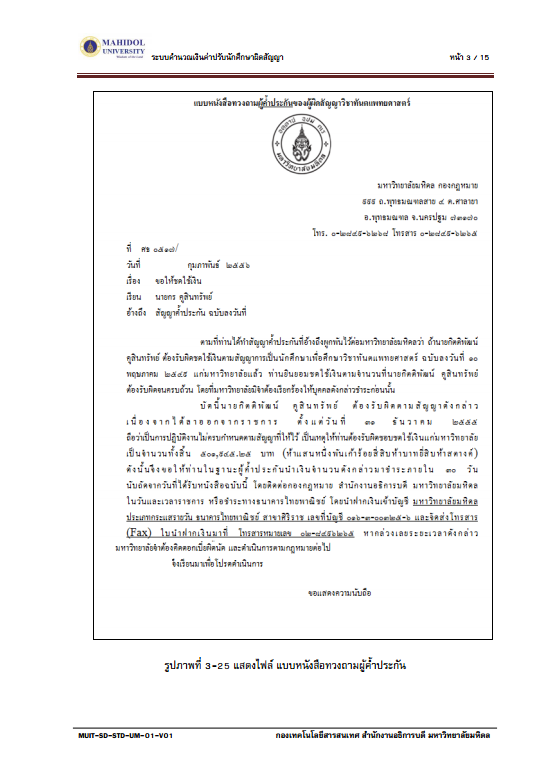 MAHIDOL
UNIVERSITY
ระบบคำนวณเงินค่าปรับนักศึกษาผิดสัญญา
หน้า 3 / 15
แบบหนังสือทวงถามผู้ค้ำประกันของผู้ผิดสัญญาวิชาทันตแพทยศาสตร์
มหาวิทยาลัยมหิดล กองกฎหมาย
๙๙๙ ถ.พุทธมณฑลสาย ๔ ต.ศาลายา
อ.พุทธมณฑล จ.นครปฐม ๗๓๑๗๐
โทร. ๐-๒๘๔๙-๖๒๖๘ โทรสาร ๐-๒๘๔๙-๖๒๖๕
ที่ ศธ ๐๕๑๗/
วันที่ กุมภาพันธ์ ๒๕๕๖
เรื่อง ขอให้ชดใช้เงิน
เรียน นายกร คูสินทรัพย์
อ้างถึง สัญญาค้ำประกัน ฉบับลงวันที่
ตามที่ท่านได้ทำสัญญาค้ำประกันที่อ้างถึงผูกพันไว้ต่อมหาวิทยาลัยมหิดลว่า ถ้านายกิตติพัฒน์
คูสินทรัพย์ ต้องรับผิดชดใช้เงินตามสัญญาการเป็นนักศึกษาเพื่อศึกษาวิชาทันตแพทยศาสตร์ ฉบับลงวันที่ ๑๐
พฤษภาคม ๒๕๔๙ แก่มหาวิทยาลัยแล้ว ท่านยินยอมชดใช้เงินตามจำนวนที่นายกิตติพัฒน์ คูสินทรัพย์
ต้องรับผิดจนครบถ้วน โดยที่มหาวิทยาลัยมิจำต้องเรียกร้องให้บุคคลดังกล่าวชำระก่อนนั้น
บัดนี้นายกิตติพัฒน์ คูสินทรัพย์ ต้องรับผิดตามสัญญาดังกล่าว
เนื่องจากได้ลาออกจากราชการ ตั้งแต่วันที่ ๓๑ ธันวาคม ๒๕๕๕
ถือว่าเป็นการปฏิบัติงานไม่ครบกำหนดตามสัญญาที่ให้ไว้ เป็นเหตุให้ท่านต้องรับผิดชอบชดใช้เงินแก่มหาวิทยาลัย
เป็นจำนวนทั้งสิ้น ๕๐๑,๙๔๕.๒๕ บาท (ห้าแสนหนึ่งพันเก้าร้อยสี่สิบห้าบาทยี่สิบห้าสตางค์)
ดังนั้นจึงขอให้ท่านในฐานะผู้ค้ำประกันนำเงินจำนวนดังกล่าวมาชำระภายใน ๓๐ วัน
นับถัดจากวันที่ได้รับหนังสือฉบับนี้ โดยติดต่อกองกฎหมาย สำนักงานอธิการบดี มหาวิทยาลัยมหิดล
ในวันและเวลาราชการ หรือชำระทางธนาคารไทยพาณิชย์ โดยนำฝากเงินเข้าบัญชี มหาวิทยาลัยมหิดล
ประเภทกระแสรายวัน ธนาคารไทยพาณิชย์ สาขาศิริราช เลขที่บัญชี ๐๑๖-๓-๐๐๓๒๕-๖ และจัดส่งโทรสาร
(Fax) ใบนำฝากเงินมาที่ โทรสารหมายเลข ๐๒-๘๔๙๖๒๖๕ หากล่วงเลยระยะเวลาดังกล่าว
มหาวิทยาลัยจำต้องคิดดอกเบี้ยผิดนัด และดำเนินการตามกฎหมายต่อไป
จึงเรียนมาเพื่อโปรดดำเนินการ
ขอแสดงความนับถือ
รูปภาพที่ 3-25 แสดงไฟล์ แบบหนังสือทวงถามผู้ค้ำประกัน
MUIT-SD-STD-UM-01-V01
กองเทคโนโลยีสารสนเทศ สำนักงานอธิการบดี มหาวิทยาลัยมหิดล